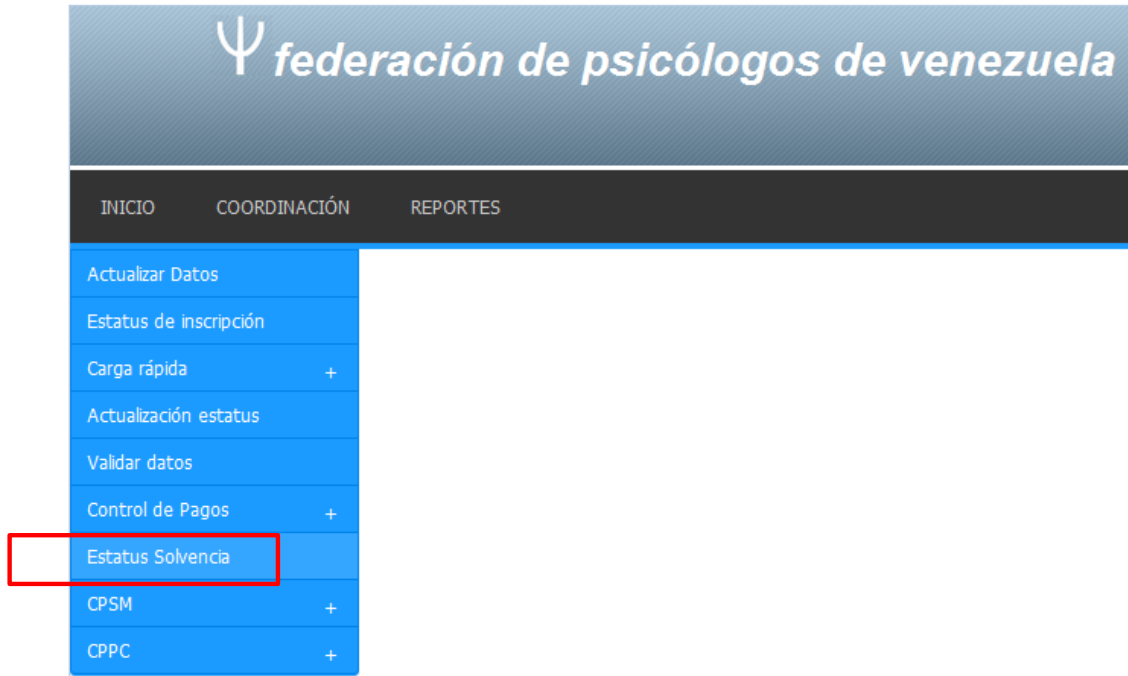 Ψ federación de psicólogos de venezuela
INICIO COORDINACIÓN REPORTES
Actualizar Datos
Estatus de inscripción
Carga rápida +
Actualización estatus
Validar datos
Control de Pagos +
Estatus Solvencia
CPSM +
CPPC +